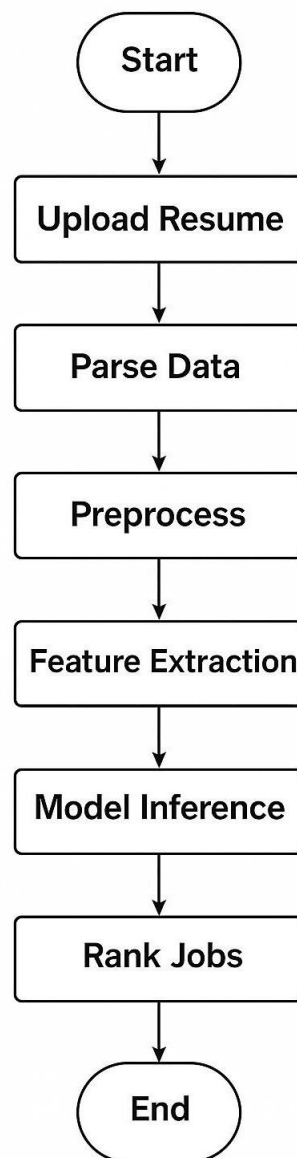 Start
Upload Resume
Parse Data
Preprocess
Feature Extraction
Model Inference
Rank Jobs
End